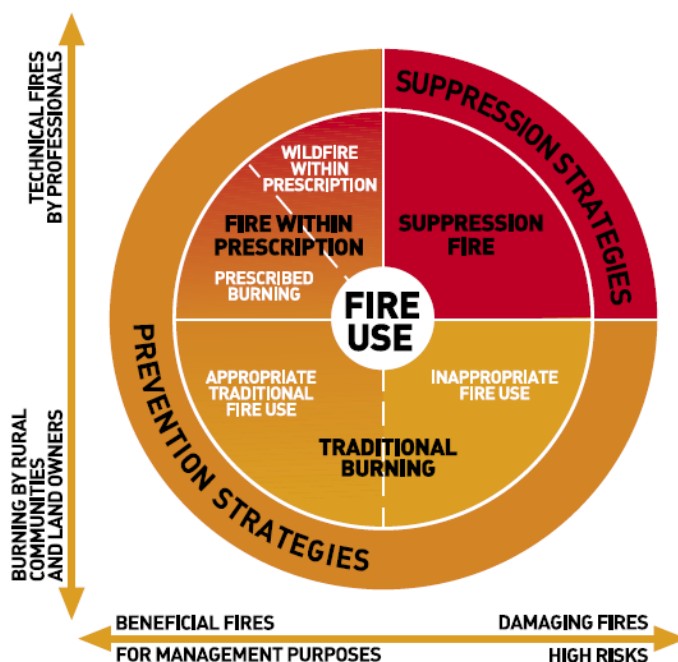 TECHNICAL FIRES
BY PROFESSIONALS
BURNING BY RURAL
COMMUNITIES
AND LAND OWNERS
SUPPRESSION STRATEGIES
PREVENTION STRATEGIES
WILDFIRE
WITHIN
PRESCRIPTION
FIRE WITHIN
PRESCRIPTION
PRESCRIBED
BURNING
SUPPRESSION
FIRE
FIRE
USE
APPROPRIATE
TRADITIONAL
FIRE USE
INAPPROPRIATE
FIRE USE
TRADITIONAL
BURNING
BENEFICIAL FIRES
DAMAGING FIRES
FOR MANAGEMENT PURPOSES
HIGH RISKS